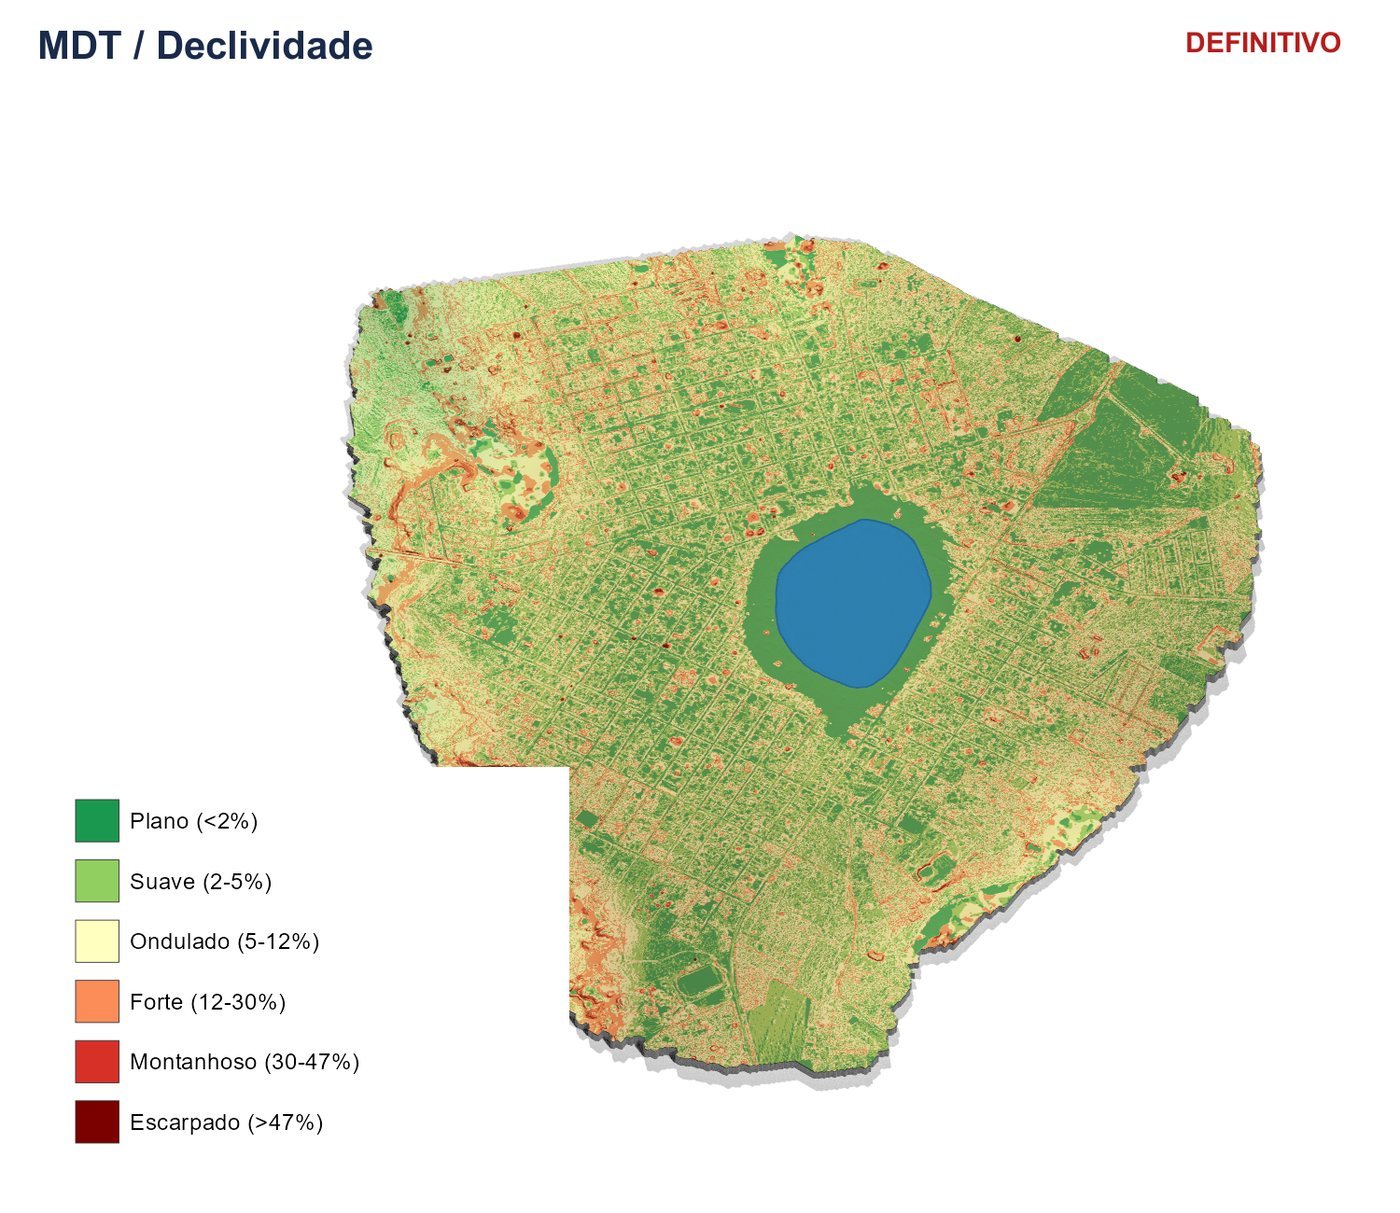 MDT / Declividade
DEFINITIVO
Plano (<2%)
Suave (2-5%)
Ondulado (5-12%)
Forte (12-30%)
Montanhoso (30-47%)
Escarpado (>47%)